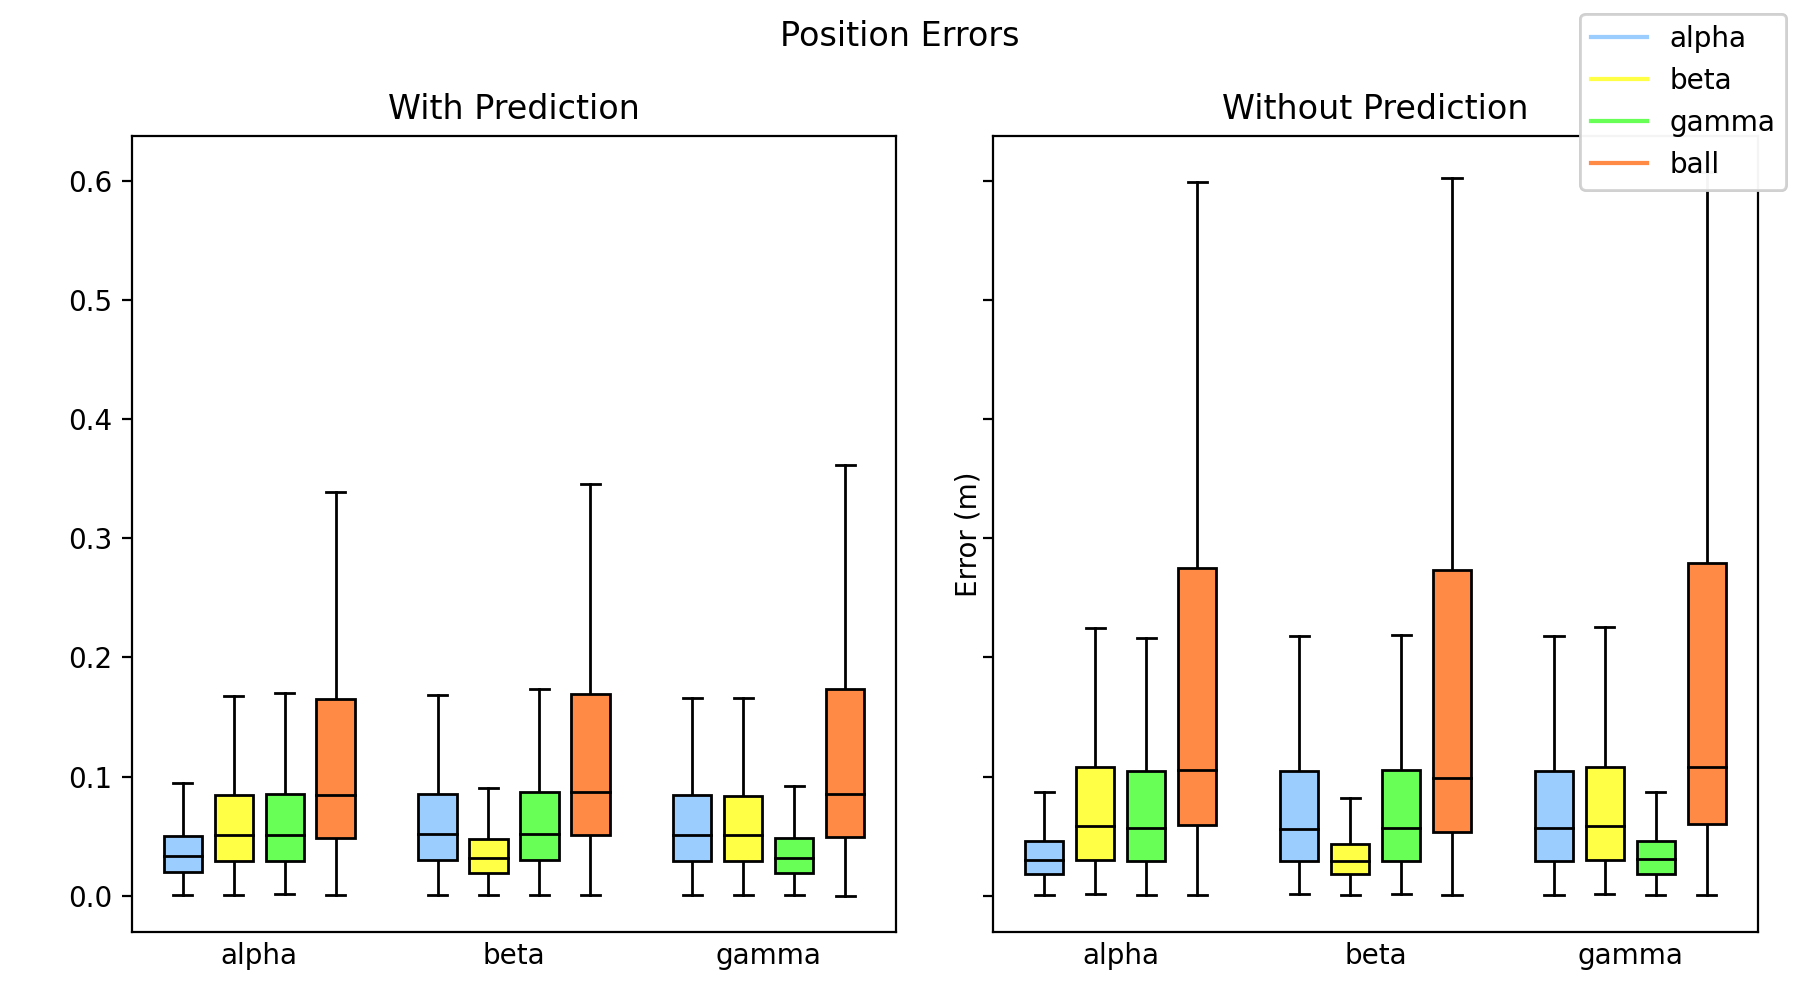 Position Errors
alpha
beta
gamma
ball
With Prediction
0.6
0.5
0.4
0.3
0.2
0.1
0.0
alpha beta gamma
Without Prediction
Error (m)
alpha beta gamma